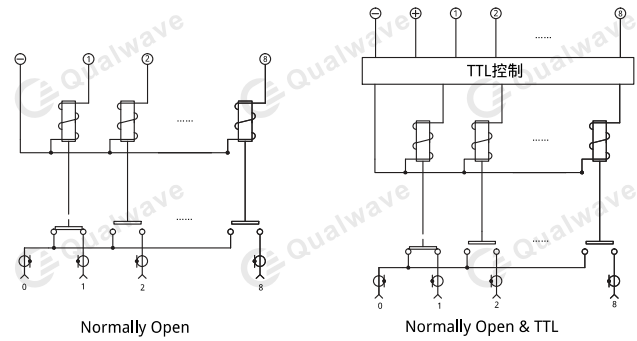 − 1 2 8
......
......
0 1 2 8
Normally Open
− + 1 2 8
......
TTL控制
......
......
0 1 2 8
Normally Open & TTL
Qualwave
Qualwave
Qualwave
Qualwave